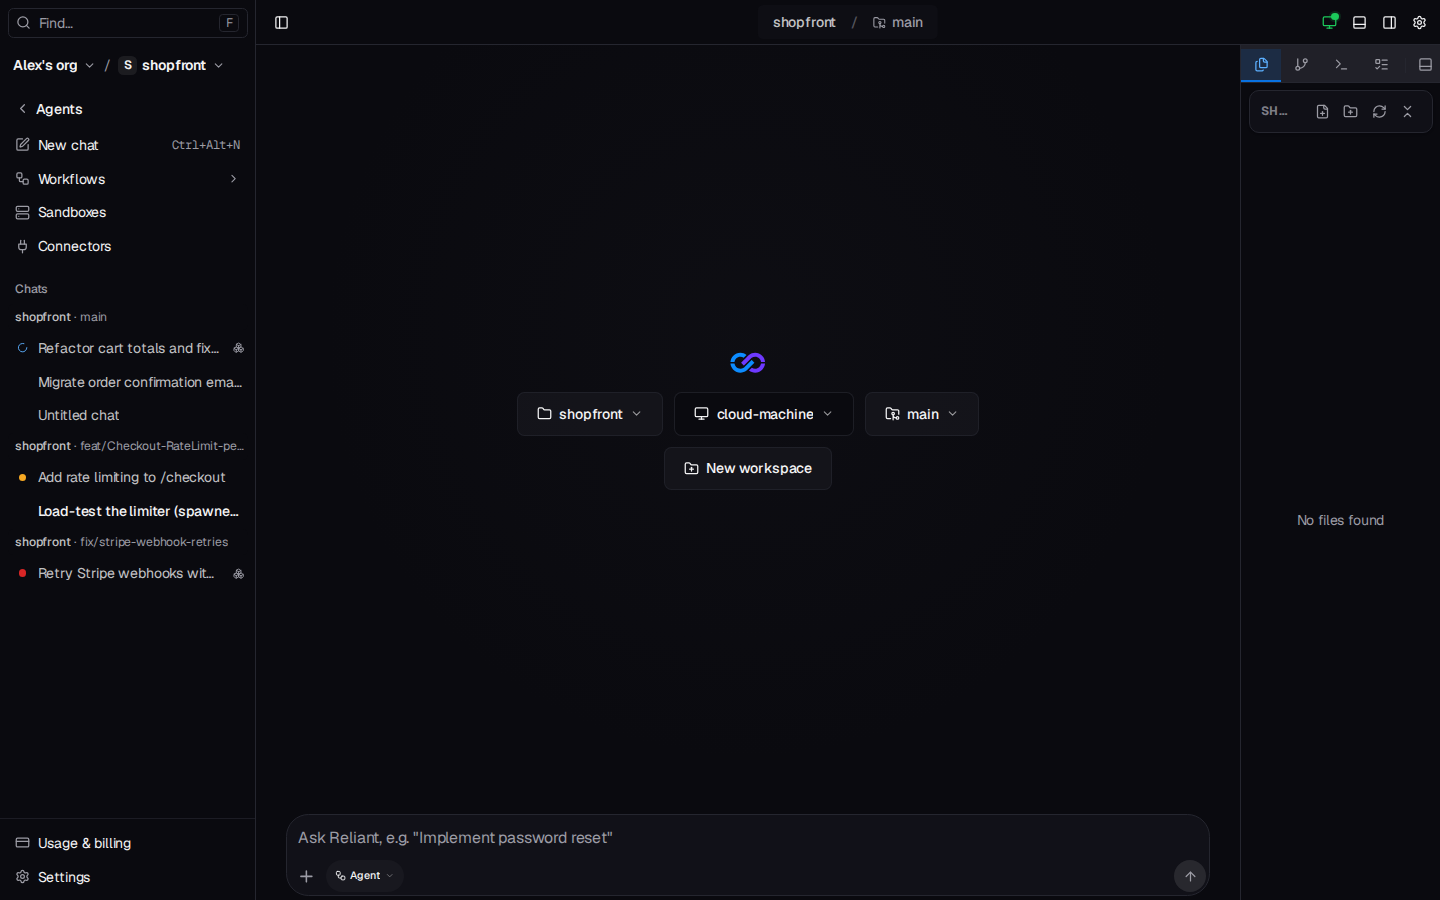 Find... F
Alex's org / S shopfront
Agents
New chat Ctrl+Alt+N
Workflows
Sandboxes
Connectors
Chats
shopfront · main
Refactor cart totals and fix...
Migrate order confirmation ema...
Untitled chat
shopfront · feat/Checkout-RateLimit-pe...
Add rate limiting to /checkout
Load-test the limiter (spawne...
shopfront · fix/stripe-webhook-retries
Retry Stripe webhooks wit...
Usage & billing
Settings
shopfront / main
shopfront
cloud-machine
main
New workspace
Ask Reliant, e.g. "Implement password reset"
Agent
SH...
No files found